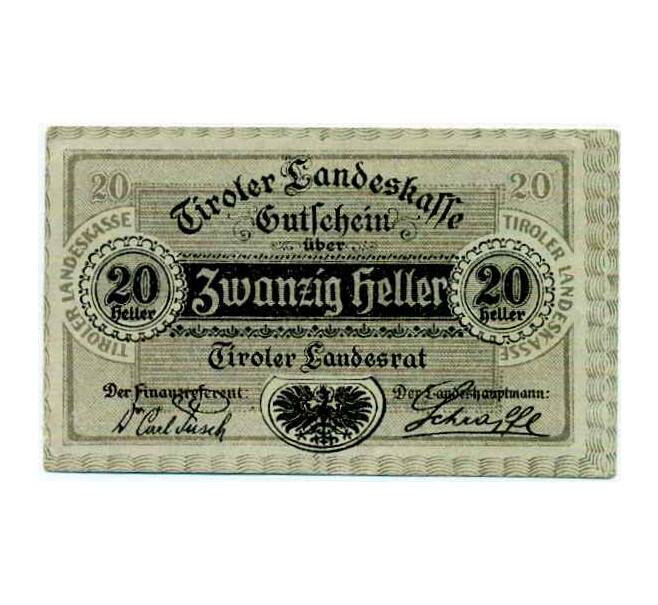 20 20
Tiroler Landeskasse
Gutschein
über
TIROLER LANDESKASSE
TIROLER LANDESKASSE
20 Heller
Zwanzig Heller
20 Heller
Tiroler Landesrat
Der Finanzreferent: Der Landeshauptmann:
Schraffl